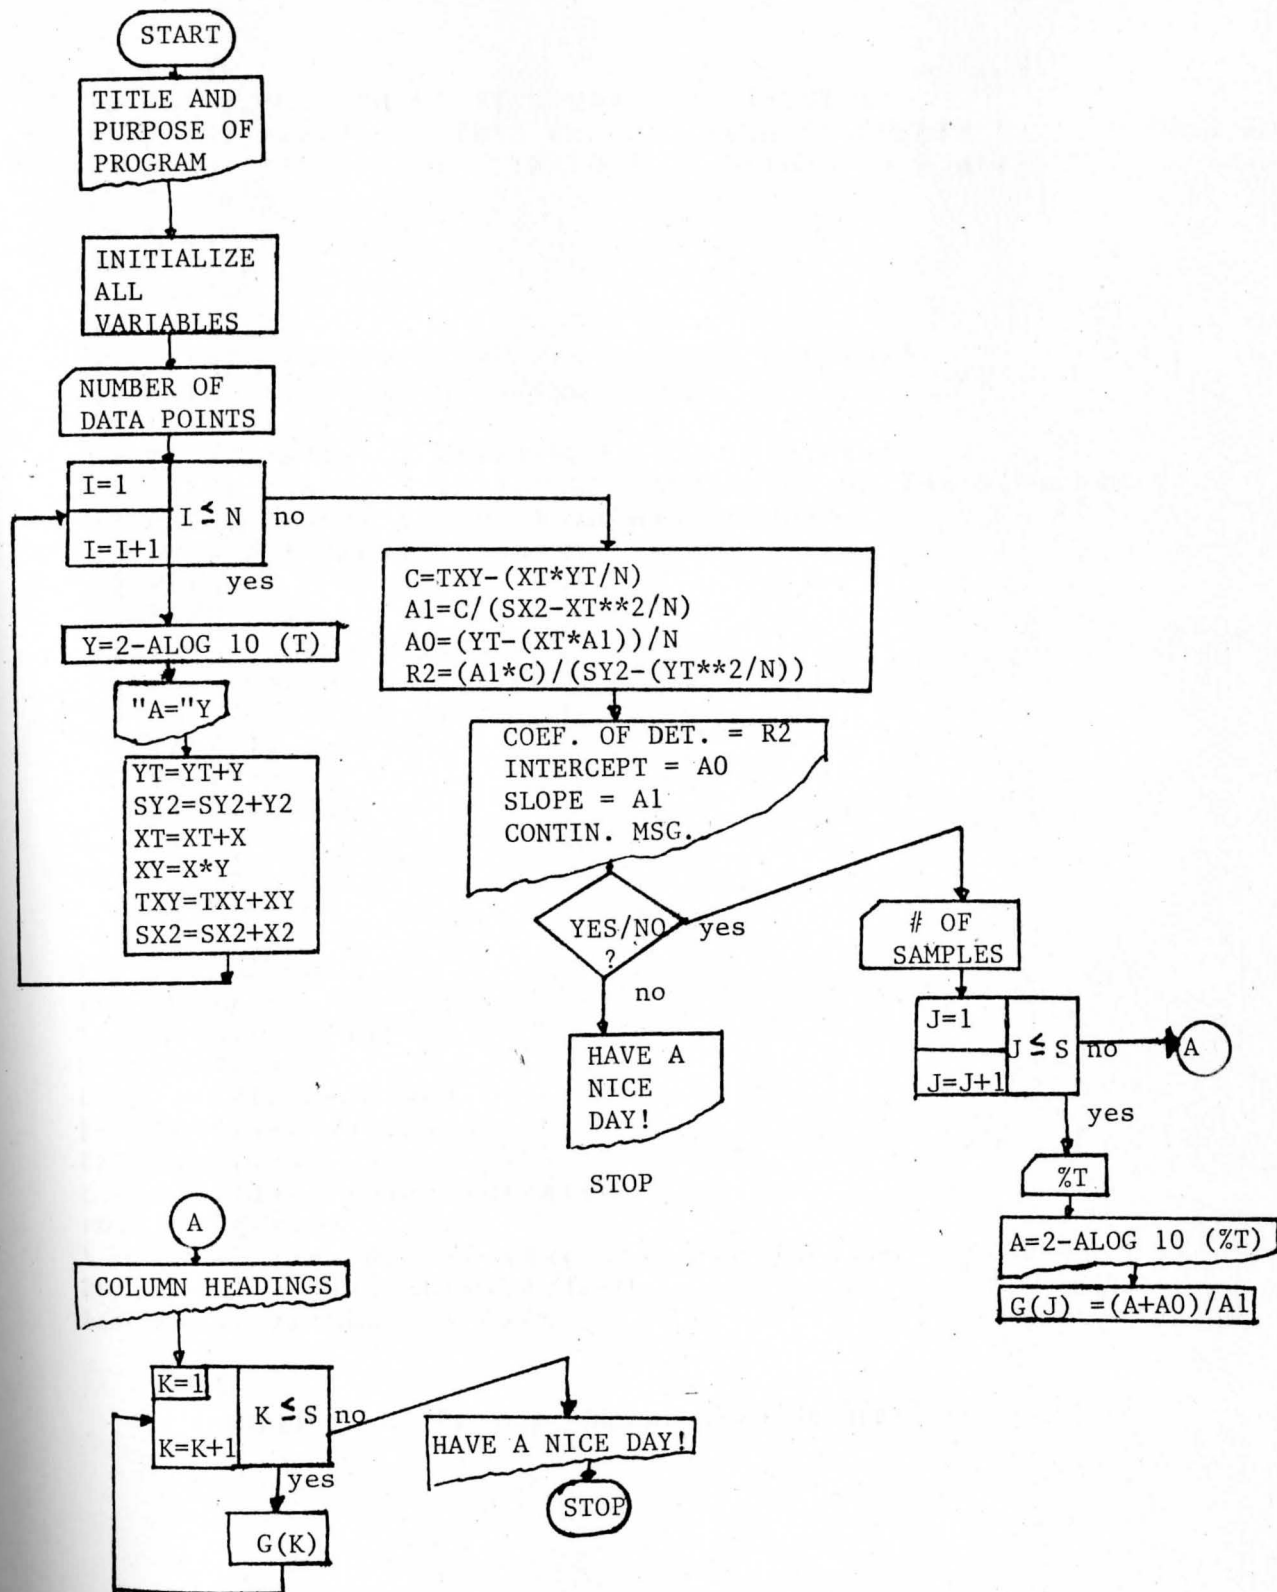 START
TITLE AND
PURPOSE OF
PROGRAM
INITIALIZE
ALL
VARIABLES
NUMBER OF
DATA POINTS
I=1
I=I+1
I ≤ N
no
yes
Y=2-ALOG 10 (T)
"A="Y
YT=YT+Y
SY2=SY2+Y2
XT=XT+X
XY=X*Y
TXY=TXY+XY
SX2=SX2+X2
C=TXY-(XT*YT/N)
A1=C/(SX2-XT**2/N)
A0=(YT-(XT*A1))/N
R2=(A1*C)/(SY2-(YT**2/N))
COEF. OF DET. = R2
INTERCEPT = A0
SLOPE = A1
CONTIN. MSG.
YES/NO
?
yes
no
HAVE A
NICE
DAY!
STOP
# OF
SAMPLES
J=1
J=J+1
J ≤ S
no
A
yes
%T
A=2-ALOG 10 (%T)
G(J) =(A+A0)/A1
A
COLUMN HEADINGS
K=1
K=K+1
K ≤ S
no
yes
G(K)
HAVE A NICE DAY!
STOP